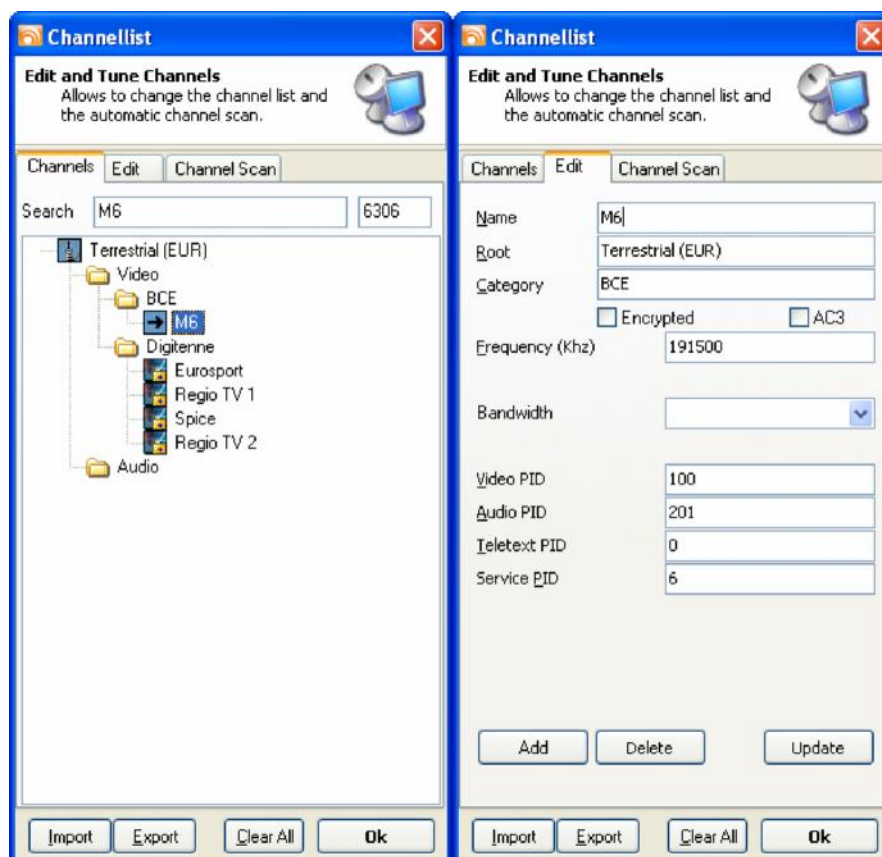 Channellist
Edit and Tune Channels
Allows to change the channel list and
the automatic channel scan.
Channels Edit Channel Scan
Search M6 6306
Terrestrial (EUR)
Video
BCE
M6
Digitenne
Eurosport
Regio TV 1
Spice
Regio TV 2
Audio
Import Export Clear All Ok
Channellist
Edit and Tune Channels
Allows to change the channel list and
the automatic channel scan.
Channels Edit Channel Scan
Name M6
Root Terrestrial (EUR)
Category BCE
Encrypted AC3
Frequency (Khz) 191500
Bandwidth
Video PID 100
Audio PID 201
Teletext PID 0
Service PID 6
Add Delete Update
Import Export Clear All Ok